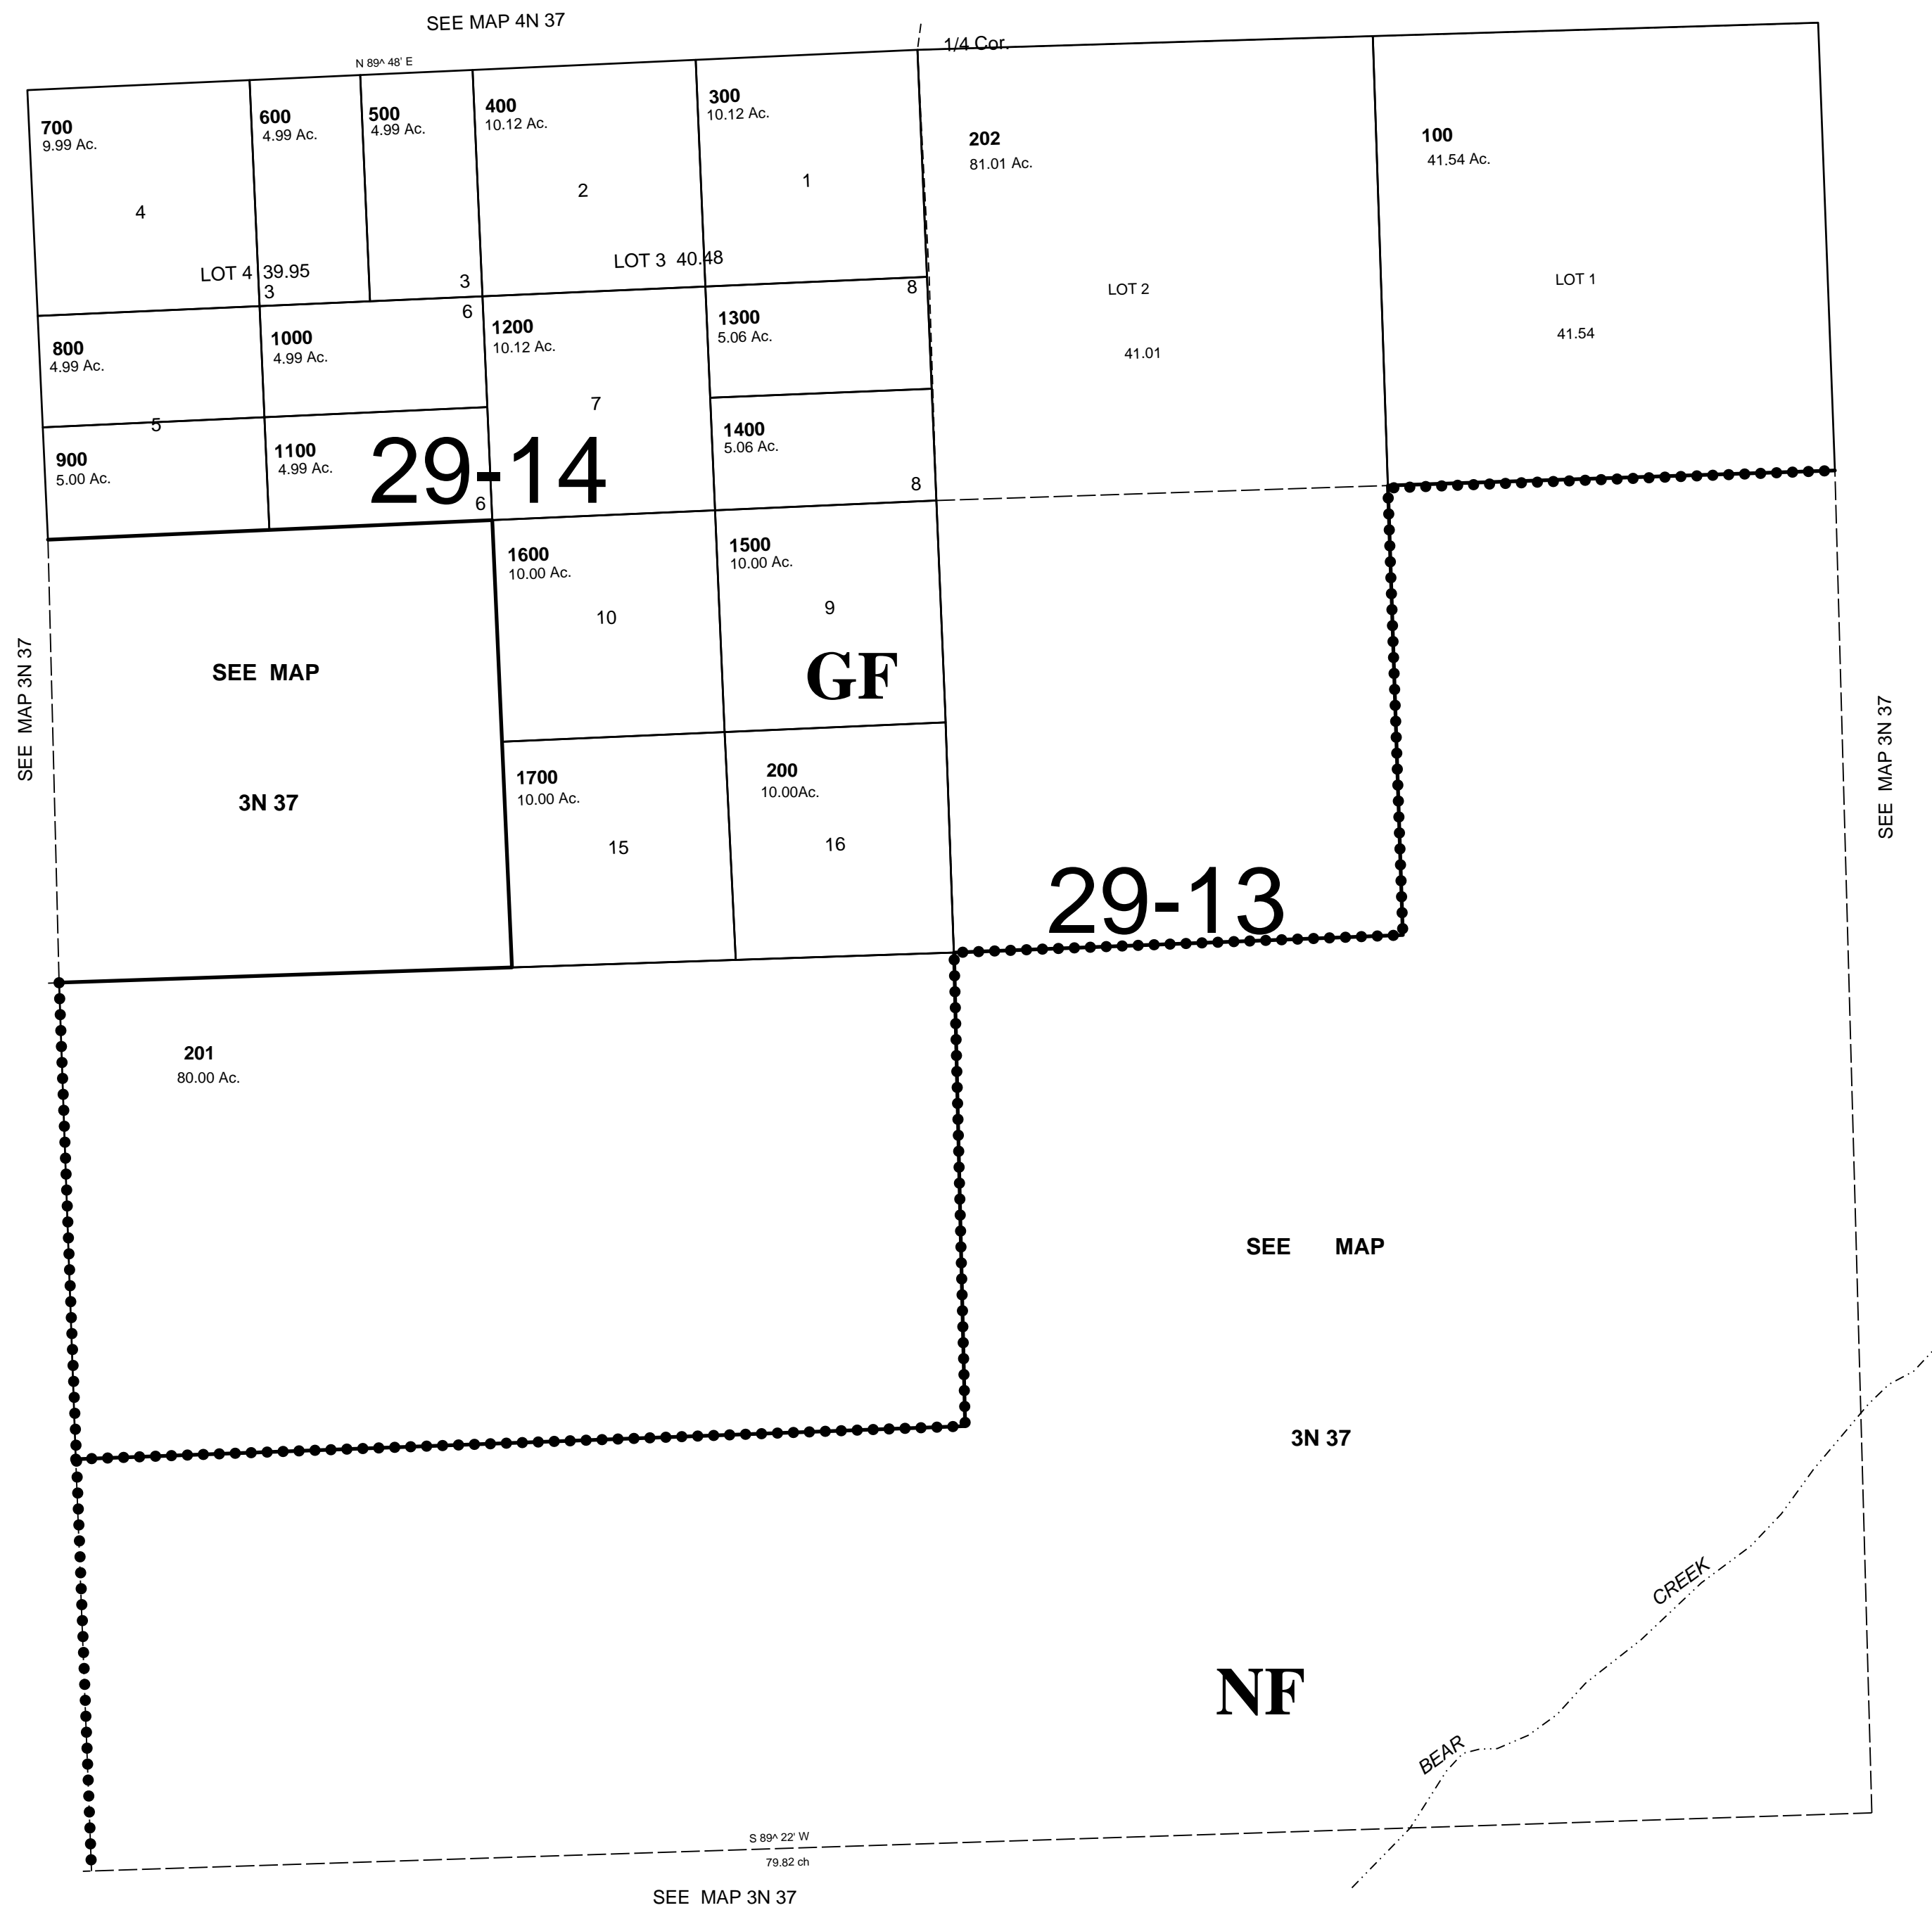 SEE MAP 4N 37
N 89^ 48' E
1/4 Cor.
700
9.99 Ac.
4
600
4.99 Ac.
500
4.99 Ac.
400
10.12 Ac.
2
300
10.12 Ac.
1
202
81.01 Ac.
100
41.54 Ac.
LOT 4 39.95
3
3
LOT 3 40.48
LOT 2
41.01
LOT 1
41.54
800
4.99 Ac.
1000
4.99 Ac.
6
1200
10.12 Ac.
7
1300
5.06 Ac.
8
5
900
5.00 Ac.
1100
4.99 Ac.
29-14
6
1400
5.06 Ac.
8
1600
10.00 Ac.
10
1500
10.00 Ac.
9
GF
SEE MAP 3N 37
SEE MAP
3N 37
1700
10.00 Ac.
15
200
10.00Ac.
16
29-13
SEE MAP 3N 37
201
80.00 Ac.
SEE MAP
3N 37
CREEK
NF
BEAR
S 89^ 22' W
79.82 ch
SEE MAP 3N 37